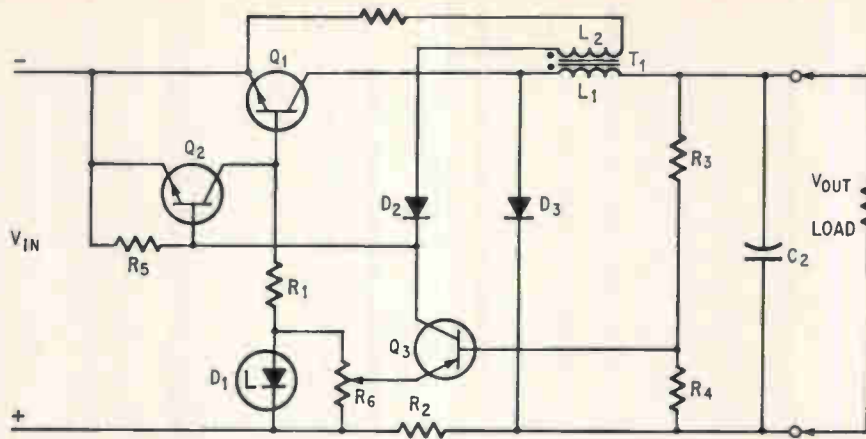 L2
Q1
T1
−
L1
Q2
R3
VOUT
D2
D3
VIN
LOAD
R5
C2
R1
Q3
D1
L
R6
R4
+
R2